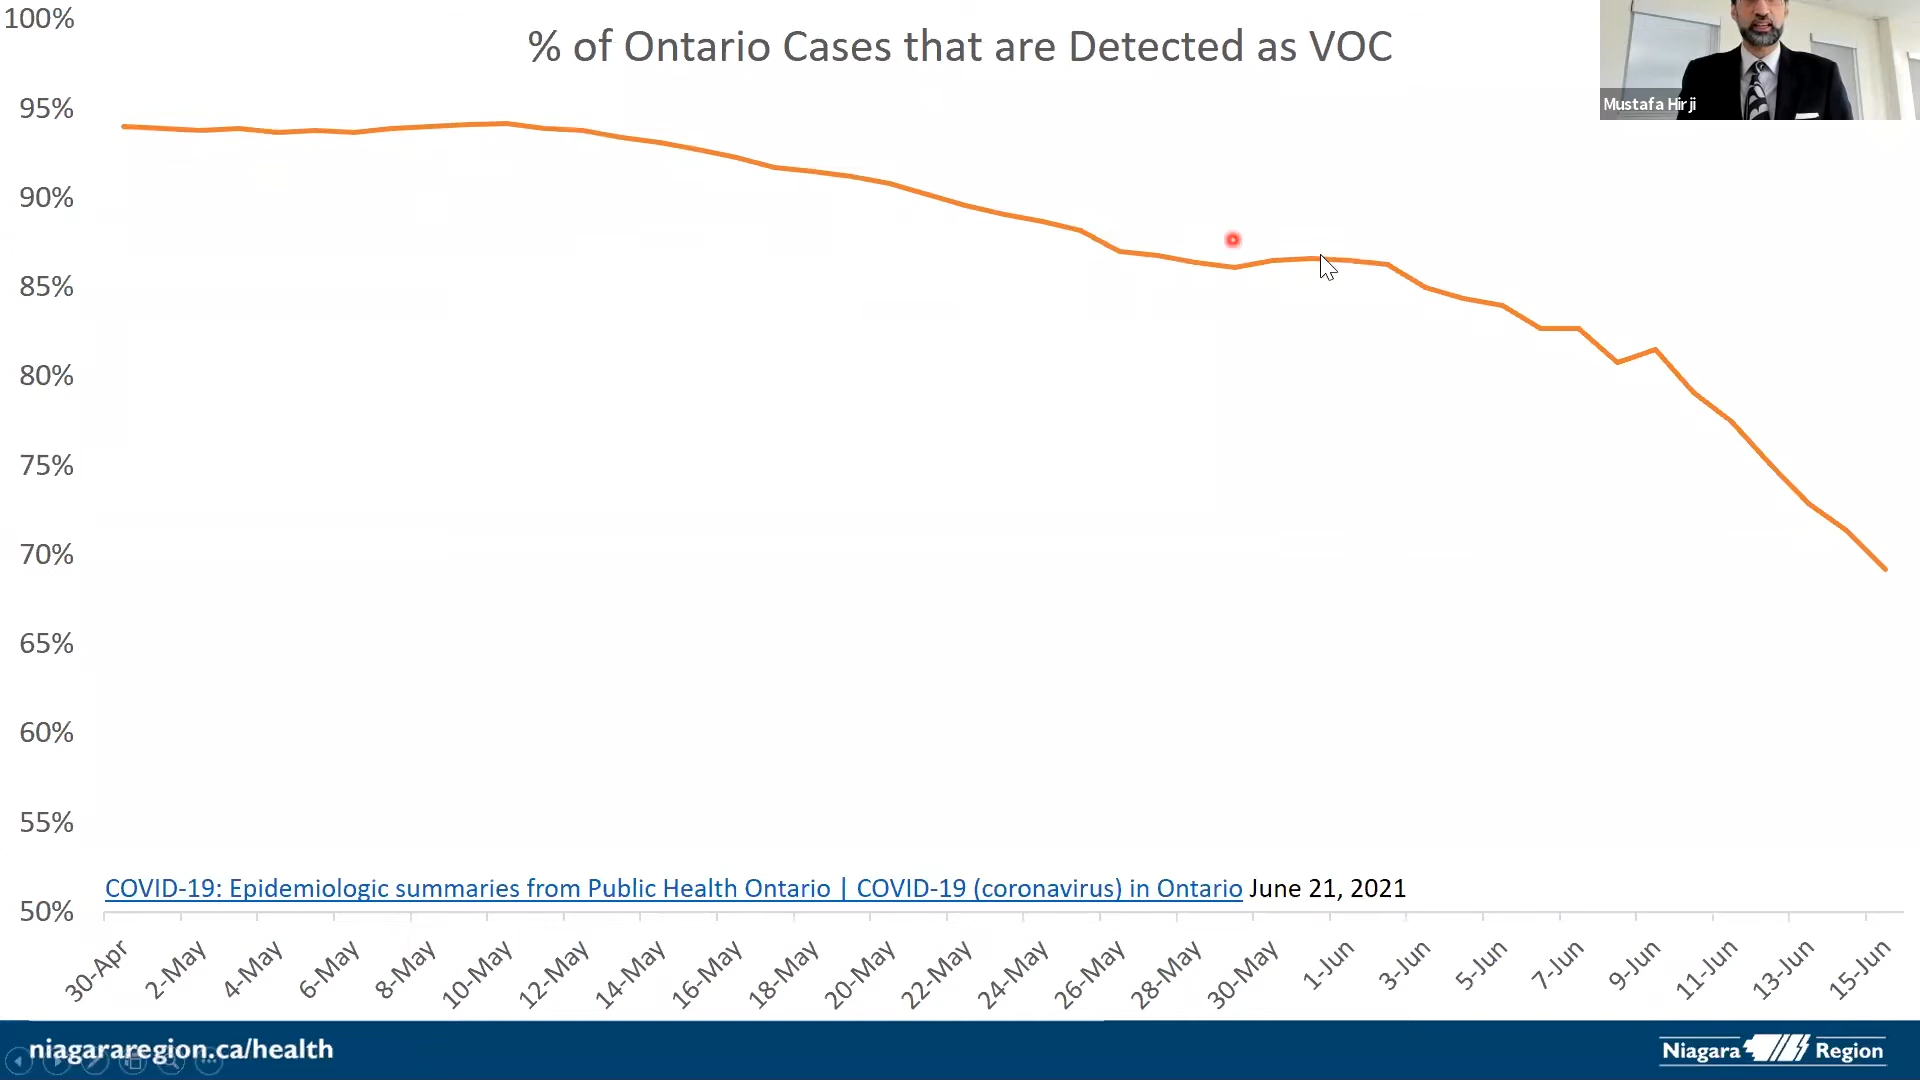 % of Ontario Cases that are Detected as VOC
Mustafa Hirji
100%
95%
90%
85%
80%
75%
70%
65%
60%
55%
50%
COVID-19: Epidemiologic summaries from Public Health Ontario | COVID-19 (coronavirus) in Ontario June 21, 2021
30-Apr
2-May
4-May
6-May
8-May
10-May
12-May
14-May
16-May
18-May
20-May
22-May
24-May
26-May
28-May
30-May
1-Jun
3-Jun
5-Jun
7-Jun
9-Jun
11-Jun
13-Jun
15-Jun
niagararegion.ca/health
Niagara Region